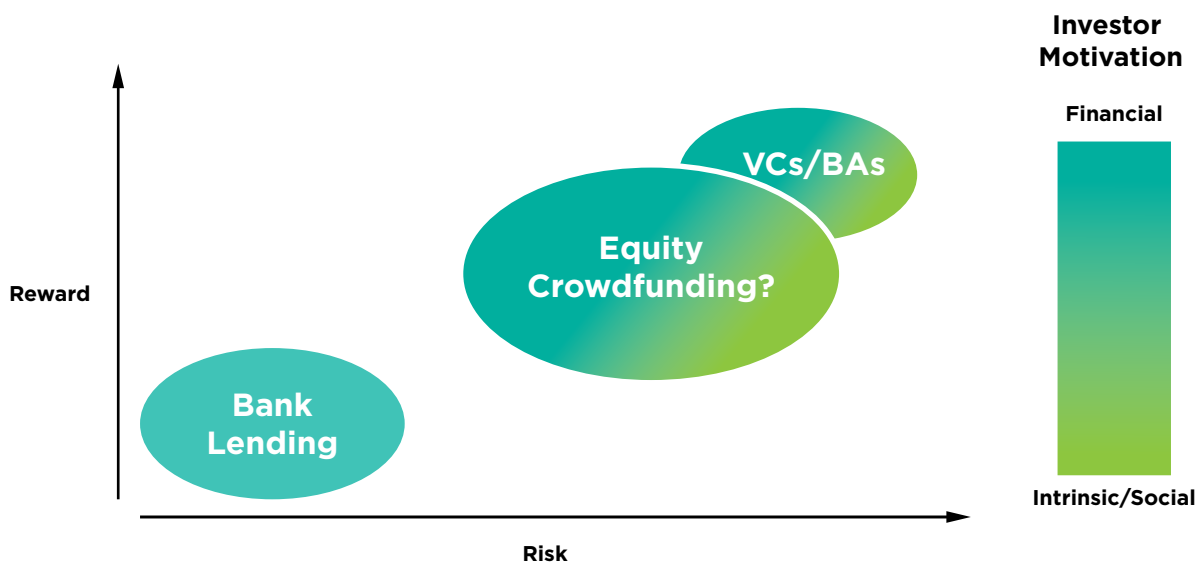 Investor
Motivation
Financial
VCs/BAs
Equity
Crowdfunding?
Reward
Bank
Lending
Intrinsic/Social
Risk